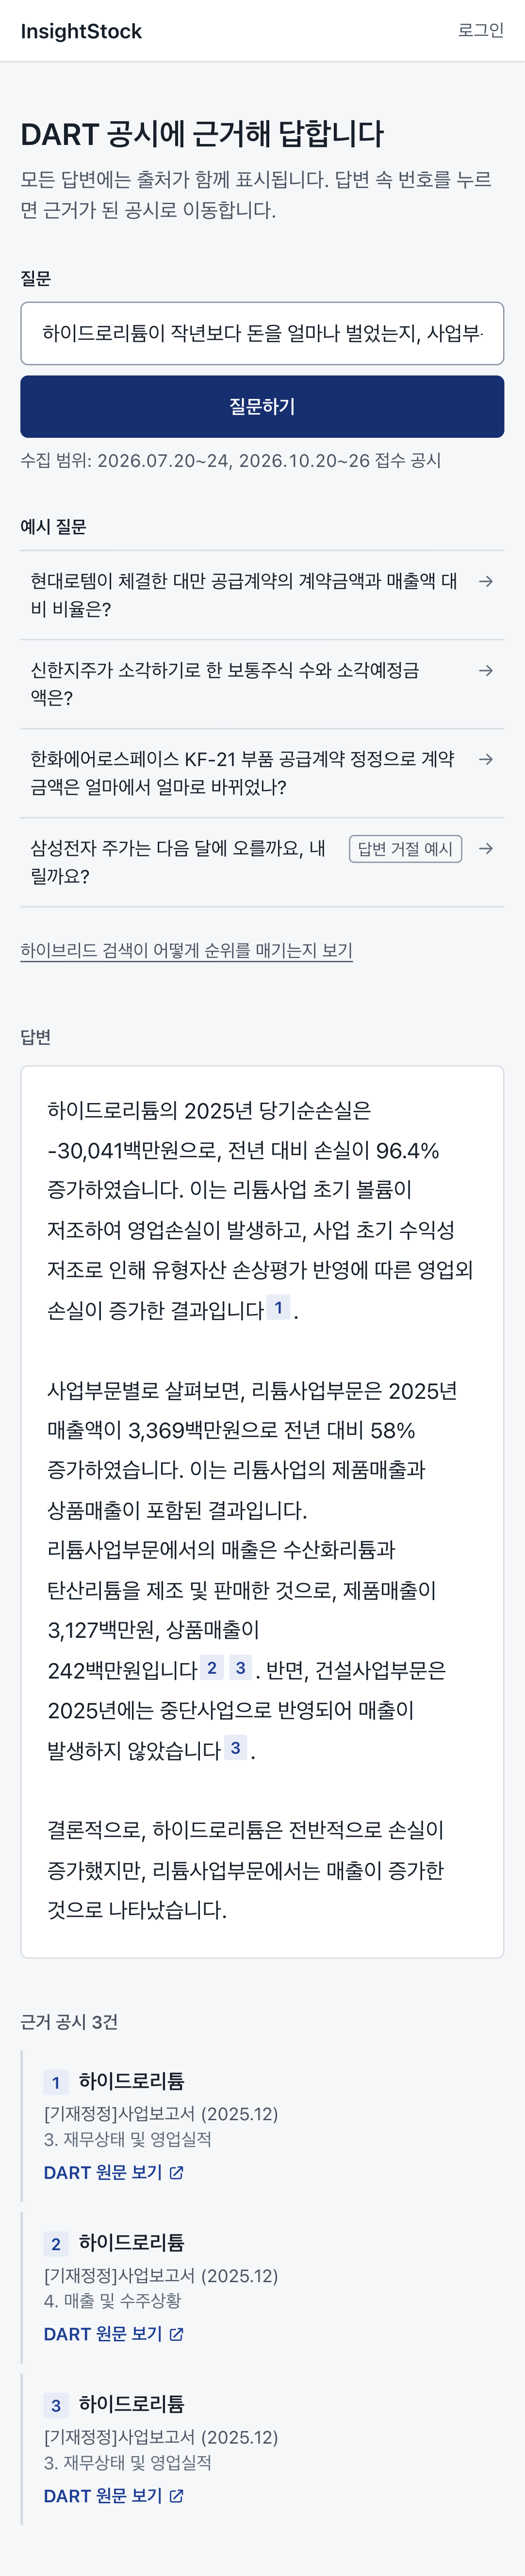 InsightStock
로그인
DART 공시에 근거해 답합니다
모든 답변에는 출처가 함께 표시됩니다. 답변 속 번호를 누르
면 근거가 된 공시로 이동합니다.
질문
하이드로리튬이 작년보다 돈을 얼마나 벌었는지, 사업부
질문하기
수집 범위: 2026.07.20~24, 2026.10.20~26 접수 공시
예시 질문
현대로템이 체결한 대만 공급계약의 계약금액과 매출액 대
비 비율은?
신한지주가 소각하기로 한 보통주식 수와 소각예정금
액은?
한화에어로스페이스 KF-21 부품 공급계약 정정으로 계약
금액은 얼마에서 얼마로 바뀌었나?
삼성전자 주가는 다음 달에 오를까요, 내
릴까요?
답변 거절 예시
하이브리드 검색이 어떻게 순위를 매기는지 보기
답변
하이드로리튬의 2025년 당기순손실은
-30,041백만원으로, 전년 대비 손실이 96.4%
증가하였습니다. 이는 리튬사업 초기 볼륨이
저조하여 영업손실이 발생하고, 사업 초기 수익성
저조로 인해 유형자산 손상평가 반영에 따른 영업외
손실이 증가한 결과입니다 1 .
사업부문별로 살펴보면, 리튬사업부문은 2025년
매출액이 3,369백만원으로 전년 대비 58%
증가하였습니다. 이는 리튬사업의 제품매출과
상품매출이 포함된 결과입니다.
리튬사업부문에서의 매출은 수산화리튬과
탄산리튬을 제조 및 판매한 것으로, 제품매출이
3,127백만원, 상품매출이
242백만원입니다 2 3 . 반면, 건설사업부문은
2025년에는 중단사업으로 반영되어 매출이
발생하지 않았습니다 3 .
결론적으로, 하이드로리튬은 전반적으로 손실이
증가했지만, 리튬사업부문에서는 매출이 증가한
것으로 나타났습니다.
근거 공시 3건
1 하이드로리튬
[기재정정]사업보고서 (2025.12)
3. 재무상태 및 영업실적
DART 원문 보기
2 하이드로리튬
[기재정정]사업보고서 (2025.12)
4. 매출 및 수주상황
DART 원문 보기
3 하이드로리튬
[기재정정]사업보고서 (2025.12)
3. 재무상태 및 영업실적
DART 원문 보기